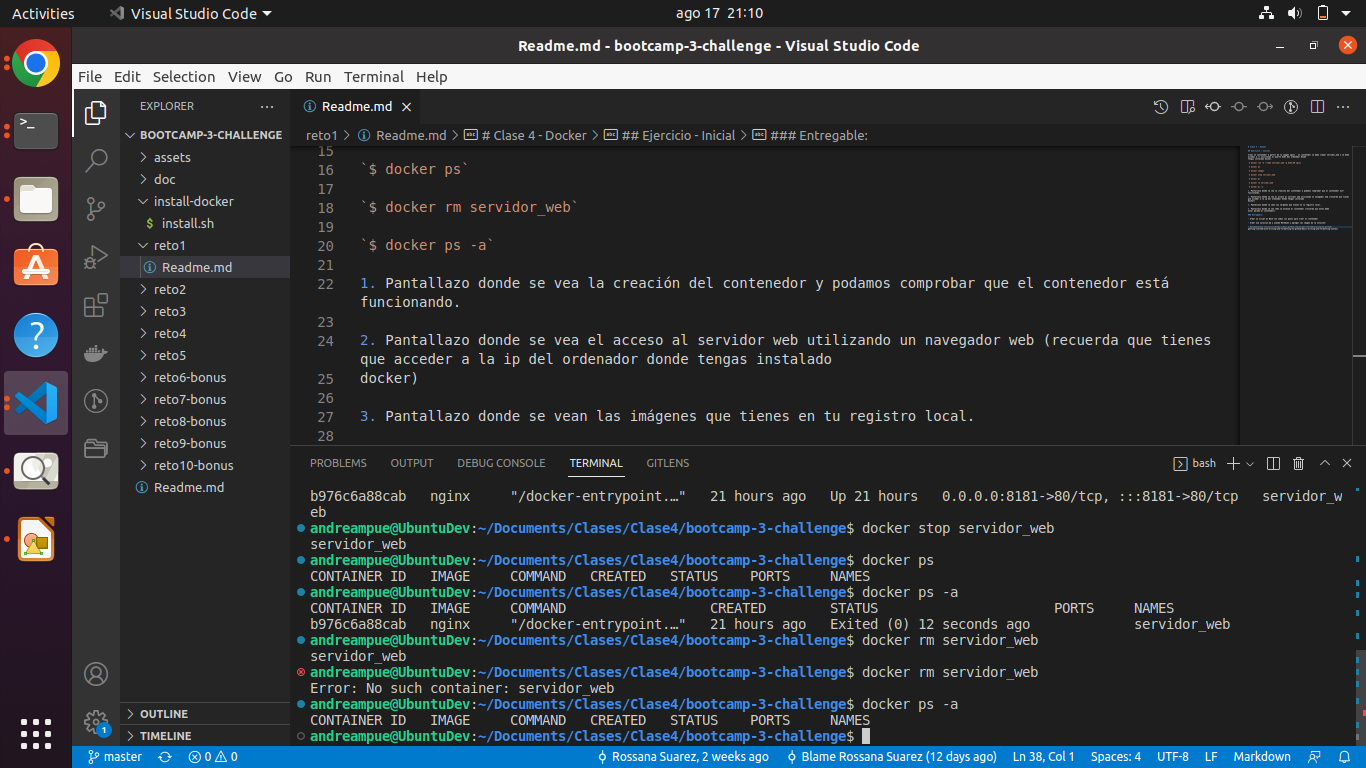 Activities
Visual Studio Code
ago 17 21:10
Readme.md - bootcamp-3-challenge - Visual Studio Code
File Edit Selection View Go Run Terminal Help
EXPLORER
BOOTCAMP-3-CHALLENGE
assets
doc
install-docker
$ install.sh
reto1
Readme.md
reto2
reto3
reto4
reto5
reto6-bonus
reto7-bonus
reto8-bonus
reto9-bonus
reto10-bonus
Readme.md
OUTLINE
TIMELINE
1
Readme.md
reto1 > Readme.md > # Clase 4 - Docker > ## Ejercicio - Inicial > ### Entregable:
15
16 `$ docker ps`
17
18 `$ docker rm servidor_web`
19
20 `$ docker ps -a`
21
22 1. Pantallazo donde se vea la creación del contenedor y podamos comprobar que el contenedor está
funcionando.
23
24 2. Pantallazo donde se vea el acceso al servidor web utilizando un navegador web (recuerda que tienes
que acceder a la ip del ordenador donde tengas instalado
25 docker)
26
27 3. Pantallazo donde se vean las imágenes que tienes en tu registro local.
28
PROBLEMS OUTPUT DEBUG CONSOLE TERMINAL GITLENS
bash
b976c6a88cab nginx "/docker-entrypoint.…" 21 hours ago Up 21 hours 0.0.0.0:8181->80/tcp, :::8181->80/tcp servidor_w
eb
andreampue@UbuntuDev:~/Documents/Clases/Clase4/bootcamp-3-challenge$ docker stop servidor_web
servidor_web
andreampue@UbuntuDev:~/Documents/Clases/Clase4/bootcamp-3-challenge$ docker ps
CONTAINER ID IMAGE COMMAND CREATED STATUS PORTS NAMES
andreampue@UbuntuDev:~/Documents/Clases/Clase4/bootcamp-3-challenge$ docker ps -a
CONTAINER ID IMAGE COMMAND CREATED STATUS PORTS NAMES
b976c6a88cab nginx "/docker-entrypoint.…" 21 hours ago Exited (0) 12 seconds ago servidor_web
andreampue@UbuntuDev:~/Documents/Clases/Clase4/bootcamp-3-challenge$ docker rm servidor_web
servidor_web
andreampue@UbuntuDev:~/Documents/Clases/Clase4/bootcamp-3-challenge$ docker rm servidor_web
Error: No such container: servidor_web
andreampue@UbuntuDev:~/Documents/Clases/Clase4/bootcamp-3-challenge$ docker ps -a
CONTAINER ID IMAGE COMMAND CREATED STATUS PORTS NAMES
andreampue@UbuntuDev:~/Documents/Clases/Clase4/bootcamp-3-challenge$
master 0 0 Rossana Suarez, 2 weeks ago Blame Rossana Suarez (12 days ago) Ln 38, Col 1 Spaces: 4 UTF-8 LF Markdown